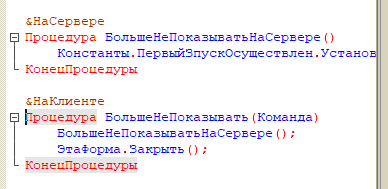 &НаСервере
Процедура БольшеНеПоказыватьНаСервере()
Константы.ПервыйЗпускОсуществлен.Установ
КонецПроцедуры
&НаКлиенте
Процедура БольшеНеПоказывать(Команда)
БольшеНеПоказыватьНаСервере();
ЭтаФорма.Закрыть();
КонецПроцедуры